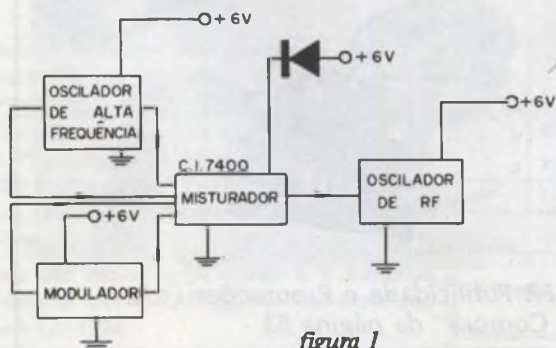 +6V
+6V
+6V
OSCILADOR
DE ALTA
FREQUÊNCIA
C.I.7400
MISTURADOR
OSCILADOR
DE RF
+6V
MODULADOR
figura 1